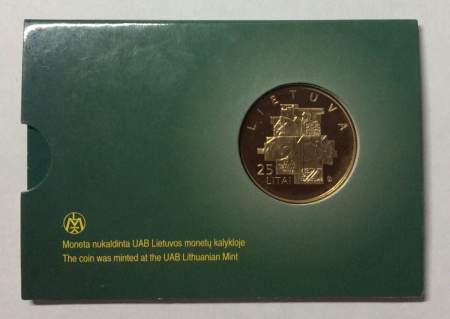 LIETUVA
25
LITAI
Moneta nukaldinta UAB Lietuvos monetų kalykloje
The coin was minted at the UAB Lithuanian Mint